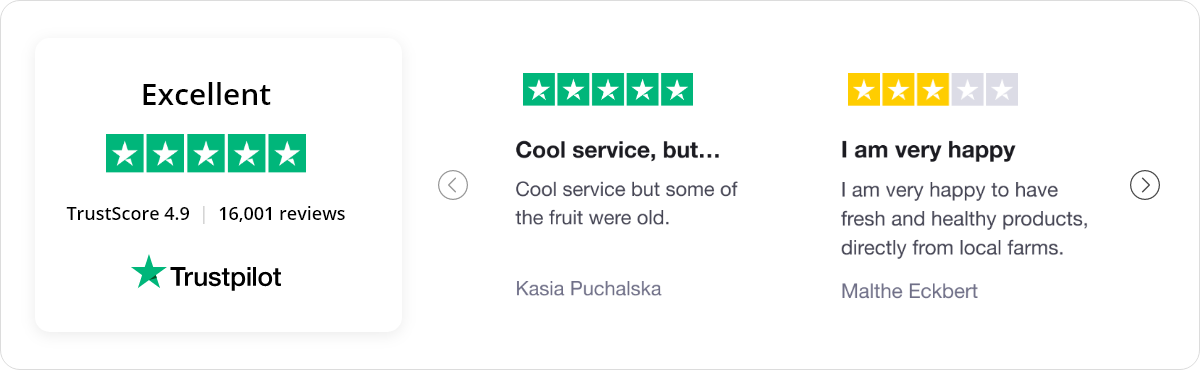 Excellent
TrustScore 4.9 | 16,001 reviews
Trustpilot
Cool service, but...
Cool service but some of
the fruit were old.
Kasia Puchalska
I am very happy
I am very happy to have
fresh and healthy products,
directly from local farms.
Malthe Eckbert